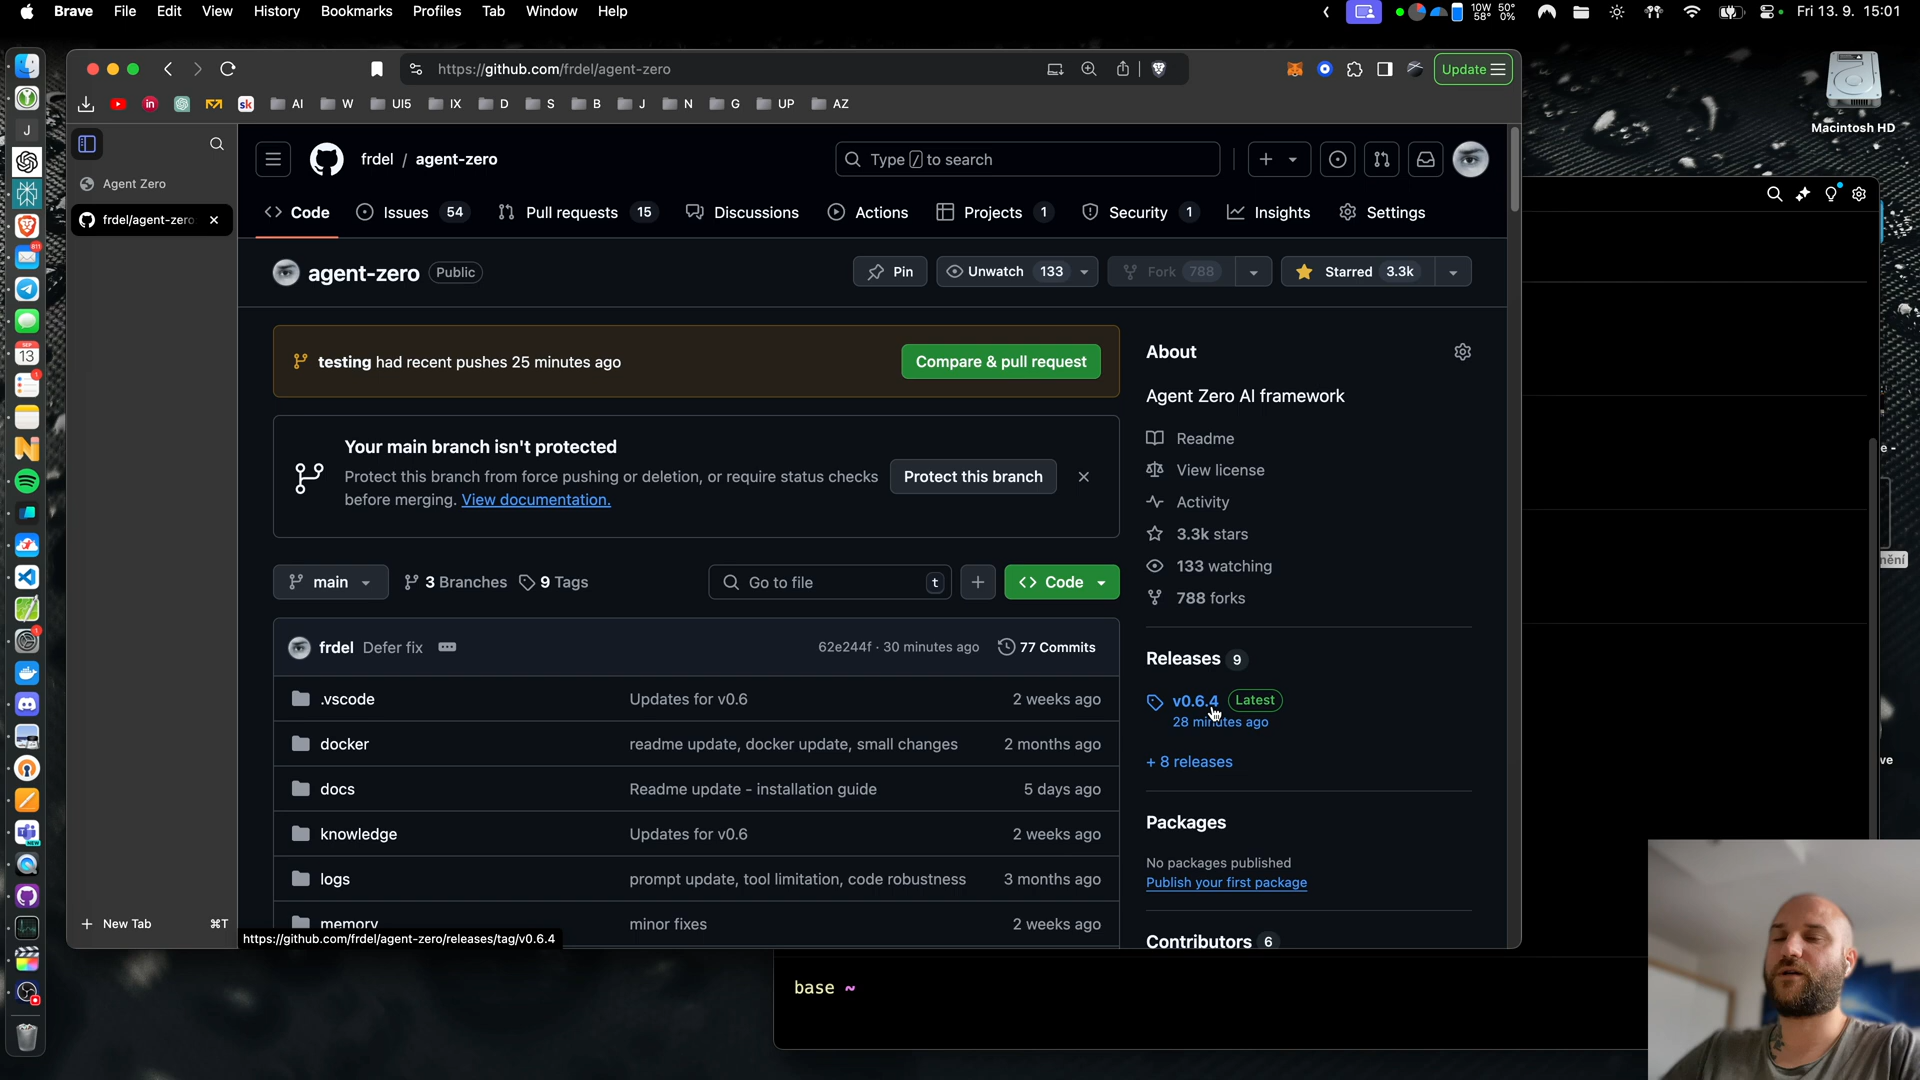 Brave File Edit View History Bookmarks Profiles Tab Window Help
10W 50°
58° 0%
Fri 13. 9. 15:01
https://github.com/frdel/agent-zero
Update
AI W UI5 IX D S B J N G UP AZ
Macintosh HD
Agent Zero
frdel/agent-zero
frdel / agent-zero
Type / to search
Code Issues 54 Pull requests 15 Discussions Actions Projects 1 Security 1 Insights Settings
agent-zero Public
Pin Unwatch 133 Fork 788 Starred 3.3k
testing had recent pushes 25 minutes ago
Compare & pull request
Your main branch isn't protected
Protect this branch from force pushing or deletion, or require status checks
before merging. View documentation.
Protect this branch
main 3 Branches 9 Tags Go to file t Code
frdel Defer fix 62e244f · 30 minutes ago 77 Commits
.vscode Updates for v0.6 2 weeks ago
docker readme update, docker update, small changes 2 months ago
docs Readme update - installation guide 5 days ago
knowledge Updates for v0.6 2 weeks ago
logs prompt update, tool limitation, code robustness 3 months ago
memory minor fixes 2 weeks ago
About
Agent Zero AI framework
Readme
View license
Activity
3.3k stars
133 watching
788 forks
Releases 9
v0.6.4 Latest
28 minutes ago
+ 8 releases
Packages
No packages published
Publish your first package
Contributors 6
New Tab ⌘T
https://github.com/frdel/agent-zero/releases/tag/v0.6.4
base ~